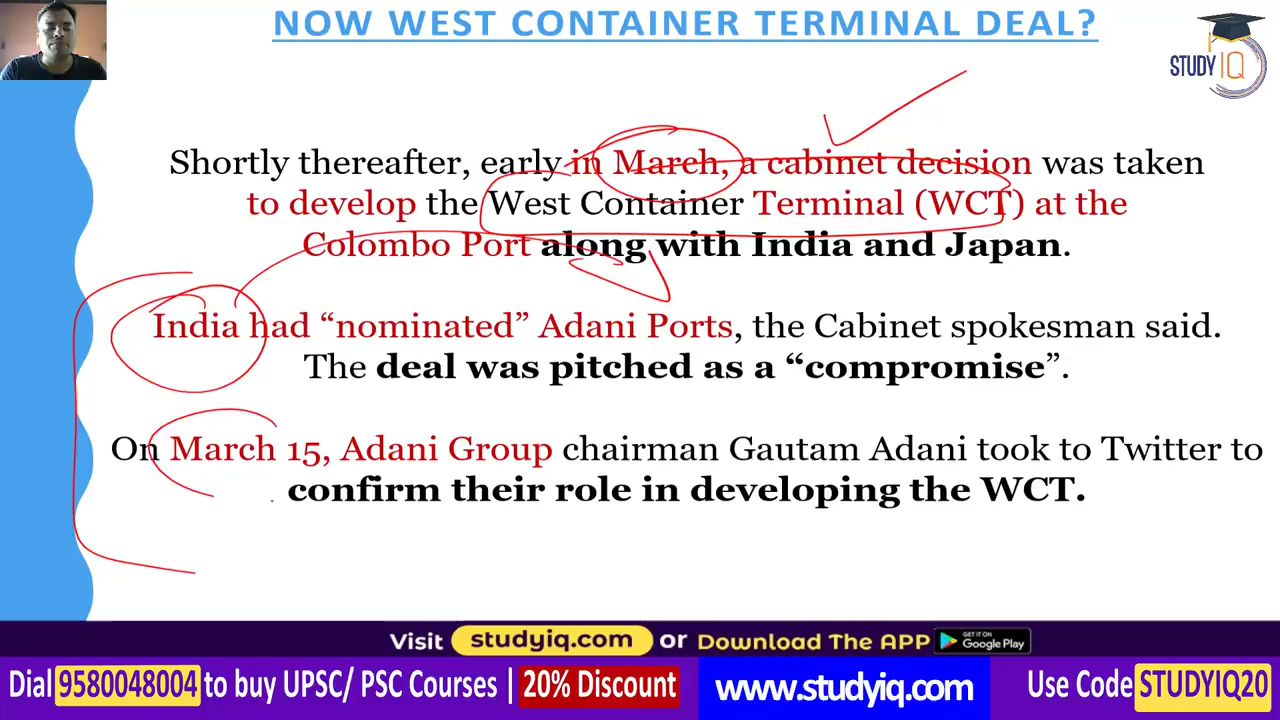 NOW WEST CONTAINER TERMINAL DEAL?
STUDY IQ
Shortly thereafter, early in March, a cabinet decision was taken
to develop the West Container Terminal (WCT) at the
Colombo Port along with India and Japan.
India had “nominated” Adani Ports, the Cabinet spokesman said.
The deal was pitched as a “compromise”.
On March 15, Adani Group chairman Gautam Adani took to Twitter to
confirm their role in developing the WCT.
Visit studyiq.com or Download The APP GET IT ON Google Play
Dial 9580048004 to buy UPSC/ PSC Courses | 20% Discount www.studyiq.com Use Code STUDYIQ20